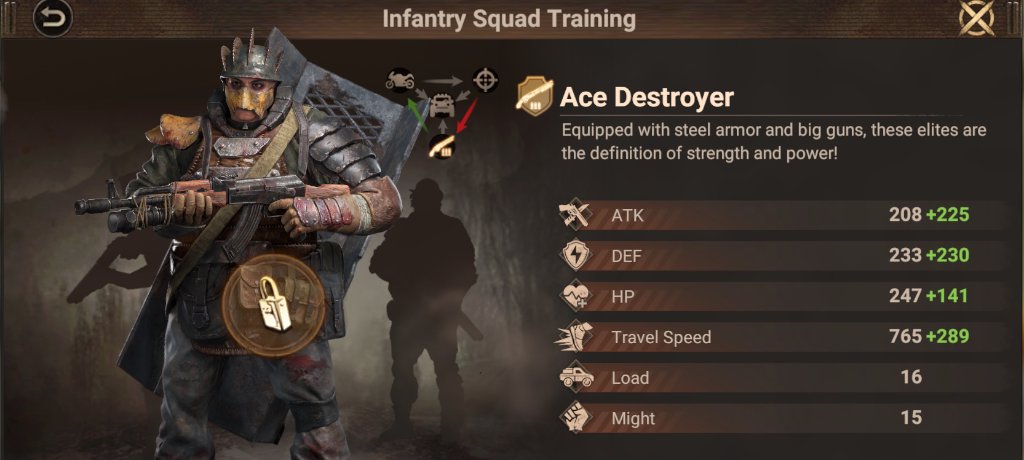 Infantry Squad Training
Ace Destroyer
Equipped with steel armor and big guns, these elites are
the definition of strength and power!
ATK 208 +225
DEF 233 +230
HP 247 +141
Travel Speed 765 +289
Load 16
Might 15